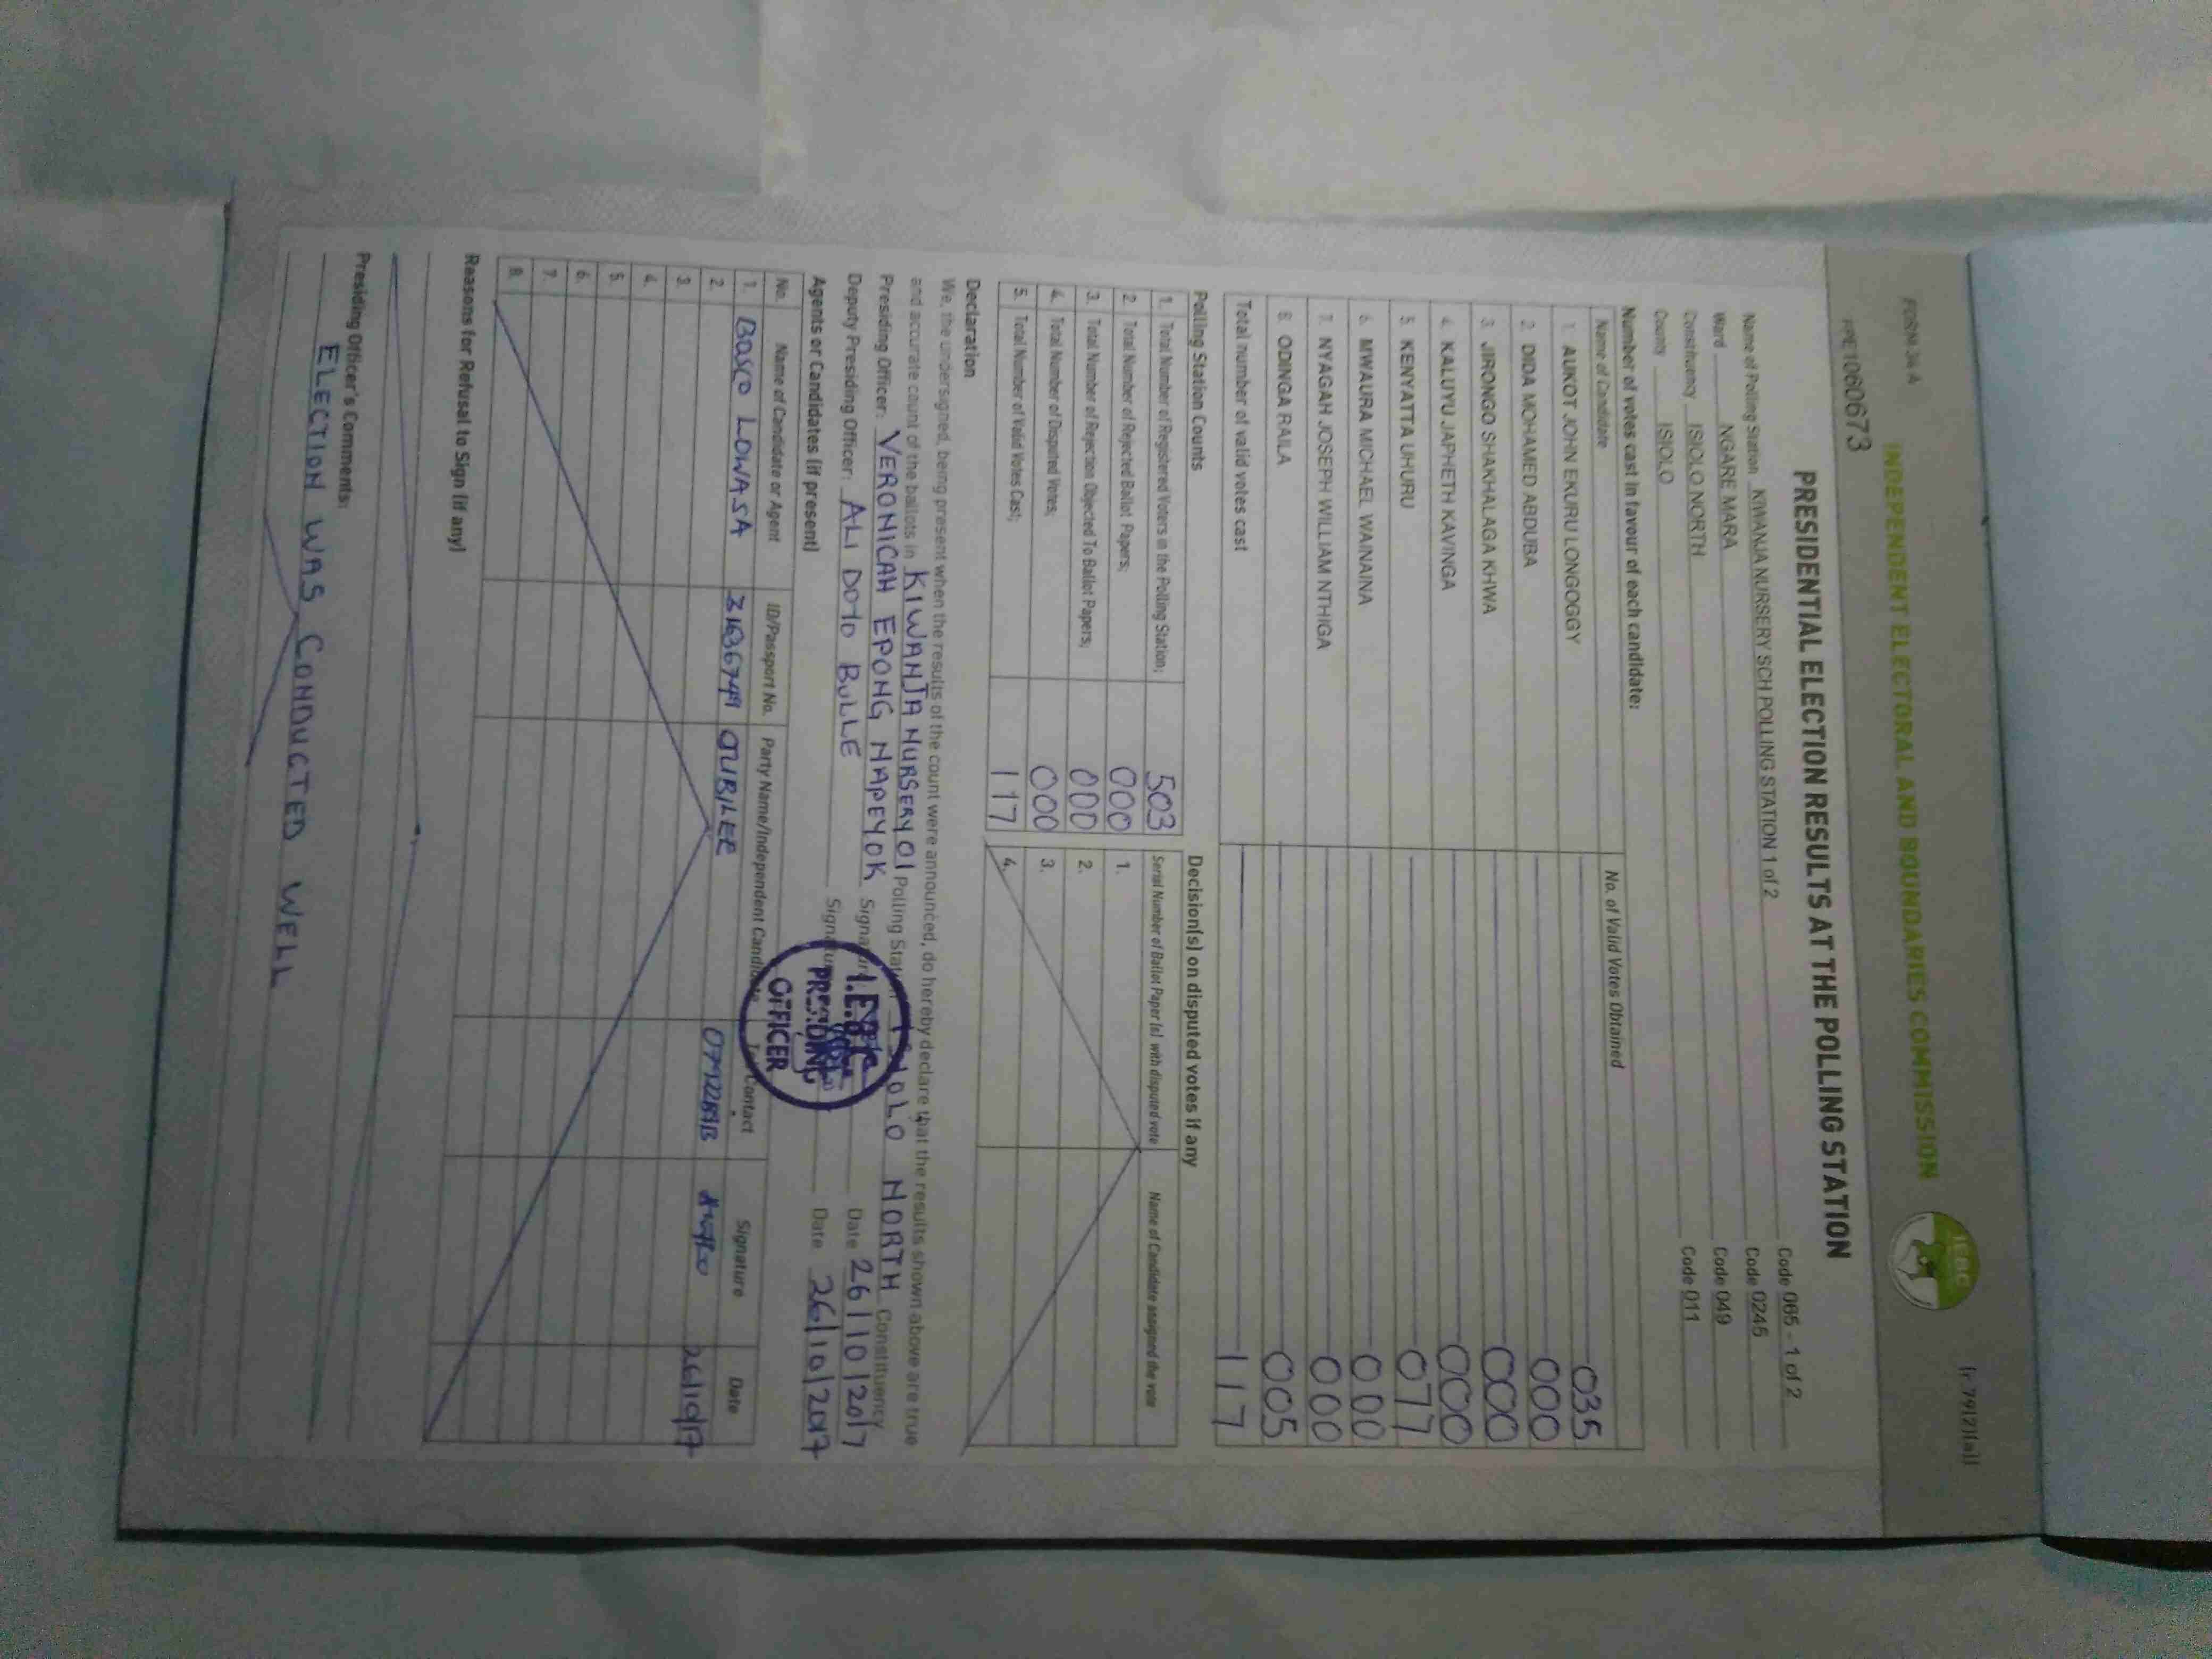 FORM 34 A
[r. 79(2)(a)]
INDEPENDENT ELECTORAL AND BOUNDARIES COMMISSION
IEBC
PRE1060673
PRESIDENTIAL ELECTION RESULTS AT THE POLLING STATION
Name of Polling Station KIWANJA NURSERY SCH POLLING STATION 1 of 2 Code 065 - 1 of 2
Ward NGARE MARA Code 0245
Constituency ISIOLO NORTH Code 049
County ISIOLO Code 011
Number of votes cast in favour of each candidate:
Name of Candidate No. of Valid Votes Obtained
1. AUKOT JOHN EKURU LONGOGGY 035
2. DIDA MOHAMED ABDUBA 000
3. JIRONGO SHAKHALAGA KHWA 000
4. KALUYU JAPHETH KAVINGA 000
5. KENYATTA UHURU 077
6. MWAURA MICHAEL WAINAINA 000
7. NYAGAH JOSEPH WILLIAM NTHIGA 000
8. ODINGA RAILA 005
Total number of valid votes cast 117
Polling Station Counts Decision(s) on disputed votes if any
1. Total Number of Registered Voters in the Polling Station; 503 Serial Number of Ballot Paper (s) with disputed vote Name of Candidate assigned the vote
2. Total Number of Rejected Ballot Papers; 000 1.
3. Total Number of Rejection Objected To Ballot Papers; 000 2.
4. Total Number of Disputed Votes; 000 3.
5. Total Number of Valid Votes Cast; 117 4.
Declaration
We, the undersigned, being present when the results of the count were announced, do hereby declare that the results shown above are true
and accurate count of the ballots in KIWANJA NURSERY 01 Polling Station ISIOLO NORTH Constituency
Presiding Officer: VERONICAH EPONG NAPEYOK Signature Date 26/10/2017
Deputy Presiding Officer: ALI DOTO BULLE Signature Date 26/10/2017
I.E.B.C
PRESIDING
OFFICER
Agents or Candidates (if present)
No. Name of Candidate or Agent ID/Passport No. Party Name/Independent Candidate Tel. Contact Signature Date
1. BOSCO LOWASA JUBILEE 26/10/17
2.
3.
4.
5.
6.
7.
8.
Reasons for Refusal to Sign (if any)
Presiding Officer's Comments:
ELECTION WAS CONDUCTED WELL